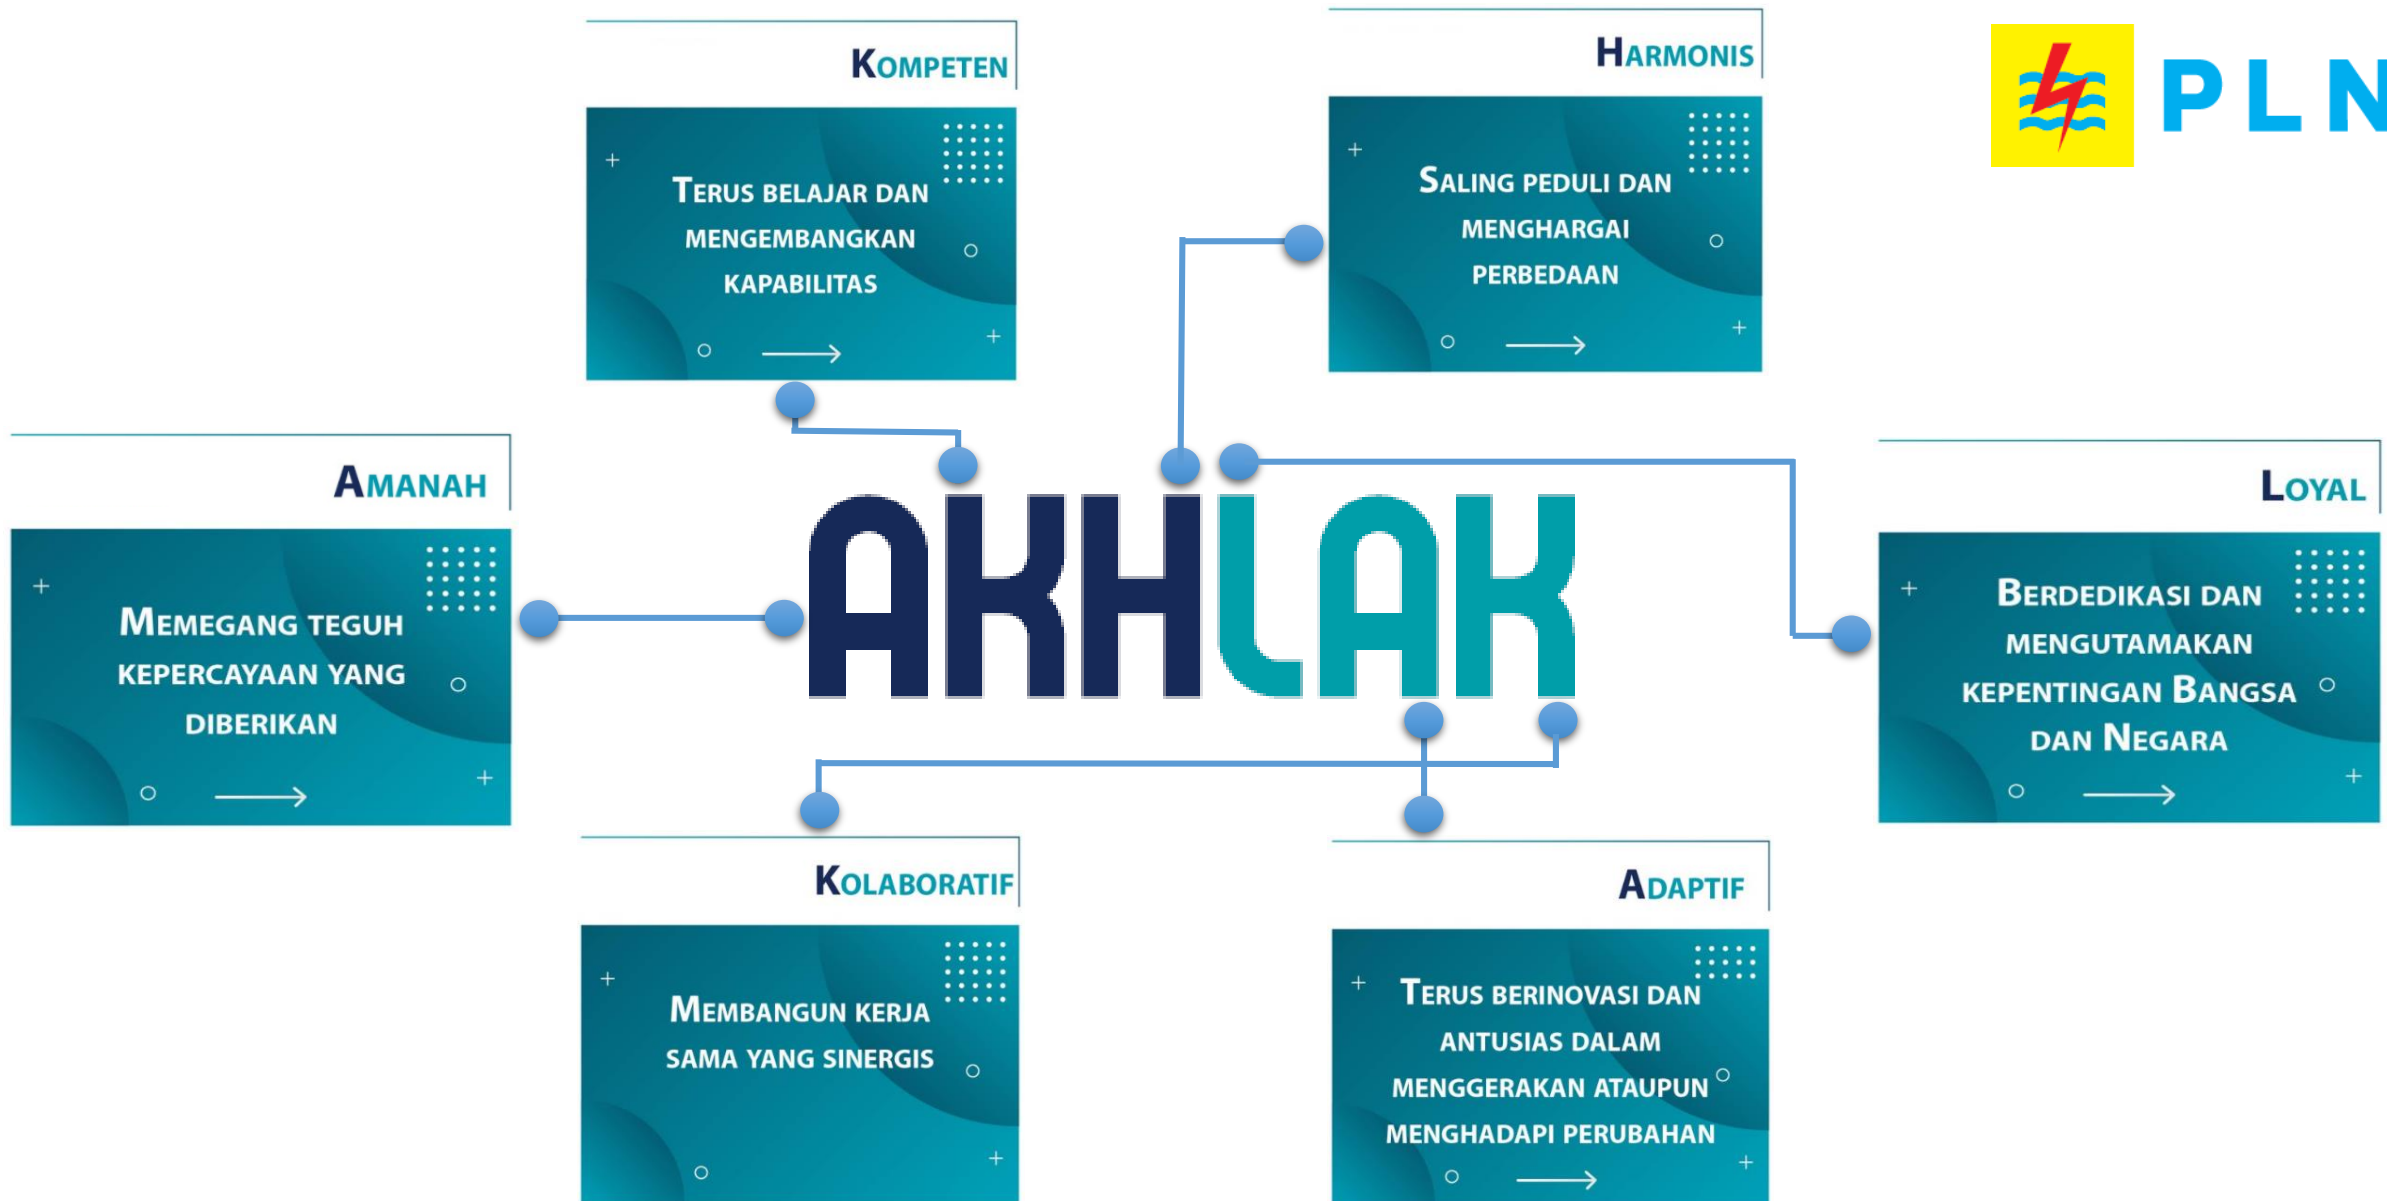 KOMPETEN
TERUS BELAJAR DAN
MENGEMBANGKAN
KAPABILITAS
HARMONIS
SALING PEDULI DAN
MENGHARGAI
PERBEDAAN
PLN
AMANAH
MEMEGANG TEGUH
KEPERCAYAAN YANG
DIBERIKAN
AKHLAK
LOYAL
BERDEDIKASI DAN
MENGUTAMAKAN
KEPENTINGAN BANGSA
DAN NEGARA
KOLABORATIF
MEMBANGUN KERJA
SAMA YANG SINERGIS
ADAPTIF
TERUS BERINOVASI DAN
ANTUSIAS DALAM
MENGGERAKAN ATAUPUN
MENGHADAPI PERUBAHAN